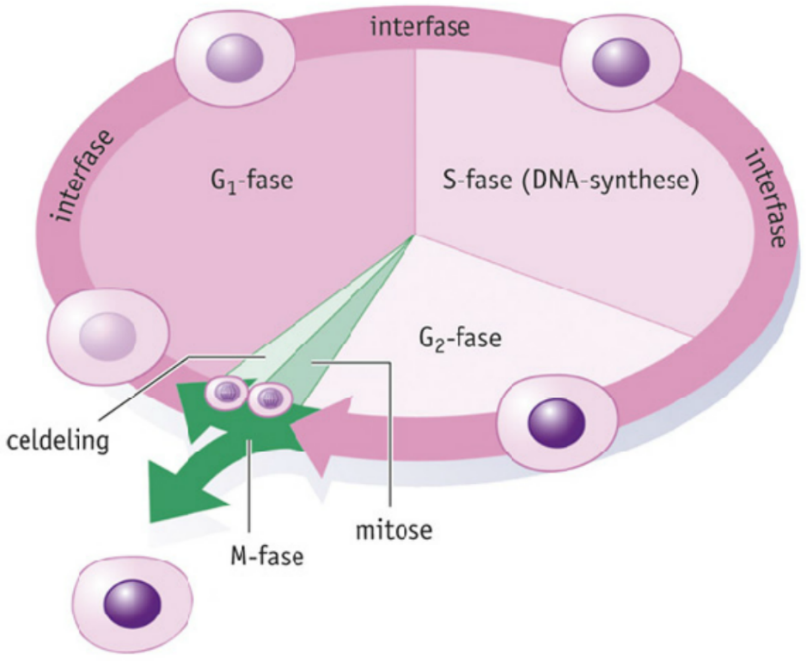 interfase
interfase
G₁-fase
S-fase (DNA-synthese)
interfase
G₂-fase
celdeling
mitose
M-fase